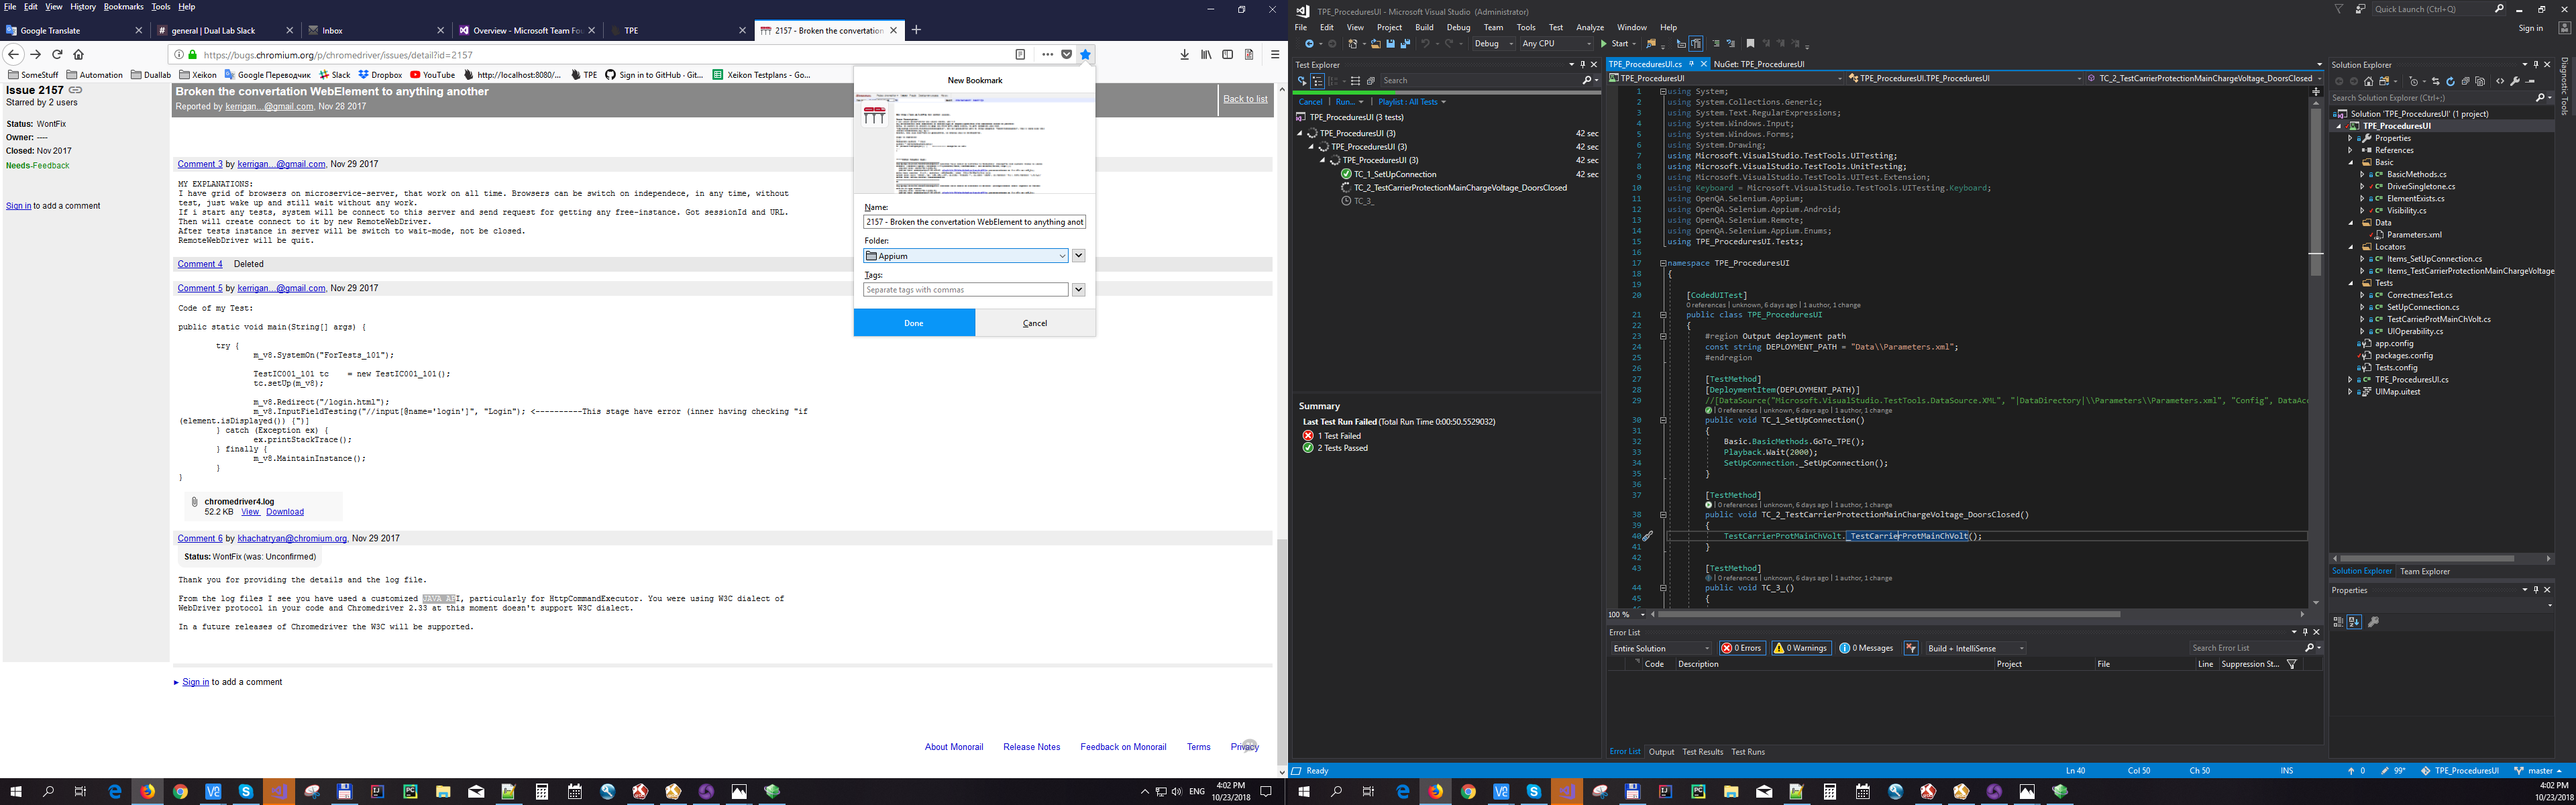 File Edit View History Bookmarks Tools Help
Google Translate
general | Dual Lab Slack
Inbox
Overview - Microsoft Team Fou
TPE
2157 - Broken the convertation
https://bugs.chromium.org/p/chromedriver/issues/detail?id=2157
SomeStuff Automation Duallab Xeikon Google Переводчик Slack Dropbox YouTube http://localhost:8080/... TPE Sign in to GitHub · Git... Xeikon Testplans - Go...
Issue 2157
Starred by 2 users
Status: WontFix
Owner: ----
Closed: Nov 2017
Needs-Feedback
Sign in to add a comment
Broken the convertation WebElement to anything another
Reported by kerrigan...@gmail.com, Nov 28 2017
Back to list
Comment 3 by kerrigan...@gmail.com, Nov 29 2017
MY EXPLANATIONS:
I have grid of browsers on microservice-server, that work on all time. Browsers can be switch on independece, in any time, without
test, just wake up and still wait without any work.
If i start any tests, system will be connect to this server and send request for getting any free-instance. Got sessionId and URL.
Then will create connect to it by new RemoteWebDriver.
After tests instance in server will be switch to wait-mode, not be closed.
RemoteWebDriver will be quit.
Comment 4 Deleted
Comment 5 by kerrigan...@gmail.com, Nov 29 2017
Code of my Test:
public static void main(String[] args) {
try {
m_v8.SystemOn("ForTests_101");
TestIC001_101 tc = new TestIC001_101();
tc.setUp(m_v8);
m_v8.Redirect("/login.html");
m_v8.InputFieldTesting("//input[@name='login']", "Login"); <----------This stage have error (inner having checking "if
(element.isDisplayed()) {")]
} catch (Exception ex) {
ex.printStackTrace();
} finally {
m_v8.MaintainInstance();
}
}
chromedriver4.log
52.2 KB View Download
Comment 6 by khachatryan@chromium.org, Nov 29 2017
Status: WontFix (was: Unconfirmed)
Thank you for providing the details and the log file.
From the log files I see you have used a customized JAVA API, particularly for HttpCommandExecutor. You were using W3C dialect of
WebDriver protocol in your code and Chromedriver 2.33 at this moment doesn't support W3C dialect.
In a future releases of Chromedriver the W3C will be supported.
Sign in to add a comment
About Monorail Release Notes Feedback on Monorail Terms Privacy
New Bookmark
Name:
2157 - Broken the convertation WebElement to anything anot
Folder:
Appium
Tags:
Separate tags with commas
Done Cancel
ENG
4:02 PM
10/23/2018
TPE_ProceduresUI - Microsoft Visual Studio (Administrator)
Quick Launch (Ctrl+Q)
File Edit View Project Build Debug Team Tools Test Analyze Window Help
Sign in
Debug Any CPU Start
Test Explorer
Search
Cancel | Run... | Playlist : All Tests
TPE_ProceduresUI (3 tests)
TPE_ProceduresUI (3) 42 sec
TPE_ProceduresUI (3) 42 sec
TPE_ProceduresUI (3) 42 sec
TC_1_SetUpConnection 42 sec
TC_2_TestCarrierProtectionMainChargeVoltage_DoorsClosed
TC_3_
Summary
Last Test Run Failed (Total Run Time 0:00:50.5529032)
1 Test Failed
2 Tests Passed
TPE_ProceduresUI.cs NuGet: TPE_ProceduresUI
TPE_ProceduresUI TPE_ProceduresUI.TPE_ProceduresUI TC_2_TestCarrierProtectionMainChargeVoltage_DoorsClosed
1 using System;
2 using System.Collections.Generic;
3 using System.Text.RegularExpressions;
4 using System.Windows.Input;
5 using System.Windows.Forms;
6 using System.Drawing;
7 using Microsoft.VisualStudio.TestTools.UITesting;
8 using Microsoft.VisualStudio.TestTools.UnitTesting;
9 using Microsoft.VisualStudio.TestTools.UITest.Extension;
10 using Keyboard = Microsoft.VisualStudio.TestTools.UITesting.Keyboard;
11 using OpenQA.Selenium.Appium;
12 using OpenQA.Selenium.Appium.Android;
13 using OpenQA.Selenium.Remote;
14 using OpenQA.Selenium.Appium.Enums;
15 using TPE_ProceduresUI.Tests;
16
17 namespace TPE_ProceduresUI
18 {
19
20 [CodedUITest]
0 references | unknown, 6 days ago | 1 author, 1 change
21 public class TPE_ProceduresUI
22 {
23 #region Output deployment path
24 const string DEPLOYMENT_PATH = "Data\\Parameters.xml";
25 #endregion
26
27 [TestMethod]
28 [DeploymentItem(DEPLOYMENT_PATH)]
29 //[DataSource("Microsoft.VisualStudio.TestTools.DataSource.XML", "|DataDirectory|\\Parameters\\Parameters.xml", "Config", DataAcc
| 0 references | unknown, 6 days ago | 1 author, 1 change
30 public void TC_1_SetUpConnection()
31 {
32 Basic.BasicMethods.GoTo_TPE();
33 Playback.Wait(2000);
34 SetUpConnection._SetUpConnection();
35 }
36
37 [TestMethod]
| 0 references | unknown, 6 days ago | 1 author, 1 change
38 public void TC_2_TestCarrierProtectionMainChargeVoltage_DoorsClosed()
39 {
40 TestCarrierProtMainChVolt._TestCarrierProtMainChVolt();
41 }
42
43 [TestMethod]
| 0 references | unknown, 6 days ago | 1 author, 1 change
44 public void TC_3_()
45 {
100 %
Error List
Entire Solution 0 Errors 0 Warnings 0 Messages Build + IntelliSense Search Error List
Code Description Project File Line Suppression St...
Error List Output Test Results Test Runs
Solution Explorer
Search Solution Explorer (Ctrl+;)
Solution 'TPE_ProceduresUI' (1 project)
TPE_ProceduresUI
Properties
References
Basic
BasicMethods.cs
DriverSingletone.cs
ElementExists.cs
Visibility.cs
Data
Parameters.xml
Locators
Items_SetUpConnection.cs
Items_TestCarrierProtectionMainChargeVoltage
Tests
CorrectnessTest.cs
SetUpConnection.cs
TestCarrierProtMainChVolt.cs
UIOperability.cs
app.config
packages.config
Tests.config
TPE_ProceduresUI.cs
UIMap.uitest
Solution Explorer Team Explorer
Properties
Diagnostic Tools
Ready Ln 40 Col 50 Ch 50 INS 0 99* TPE_ProceduresUI master
ENG
4:02 PM
10/23/2018